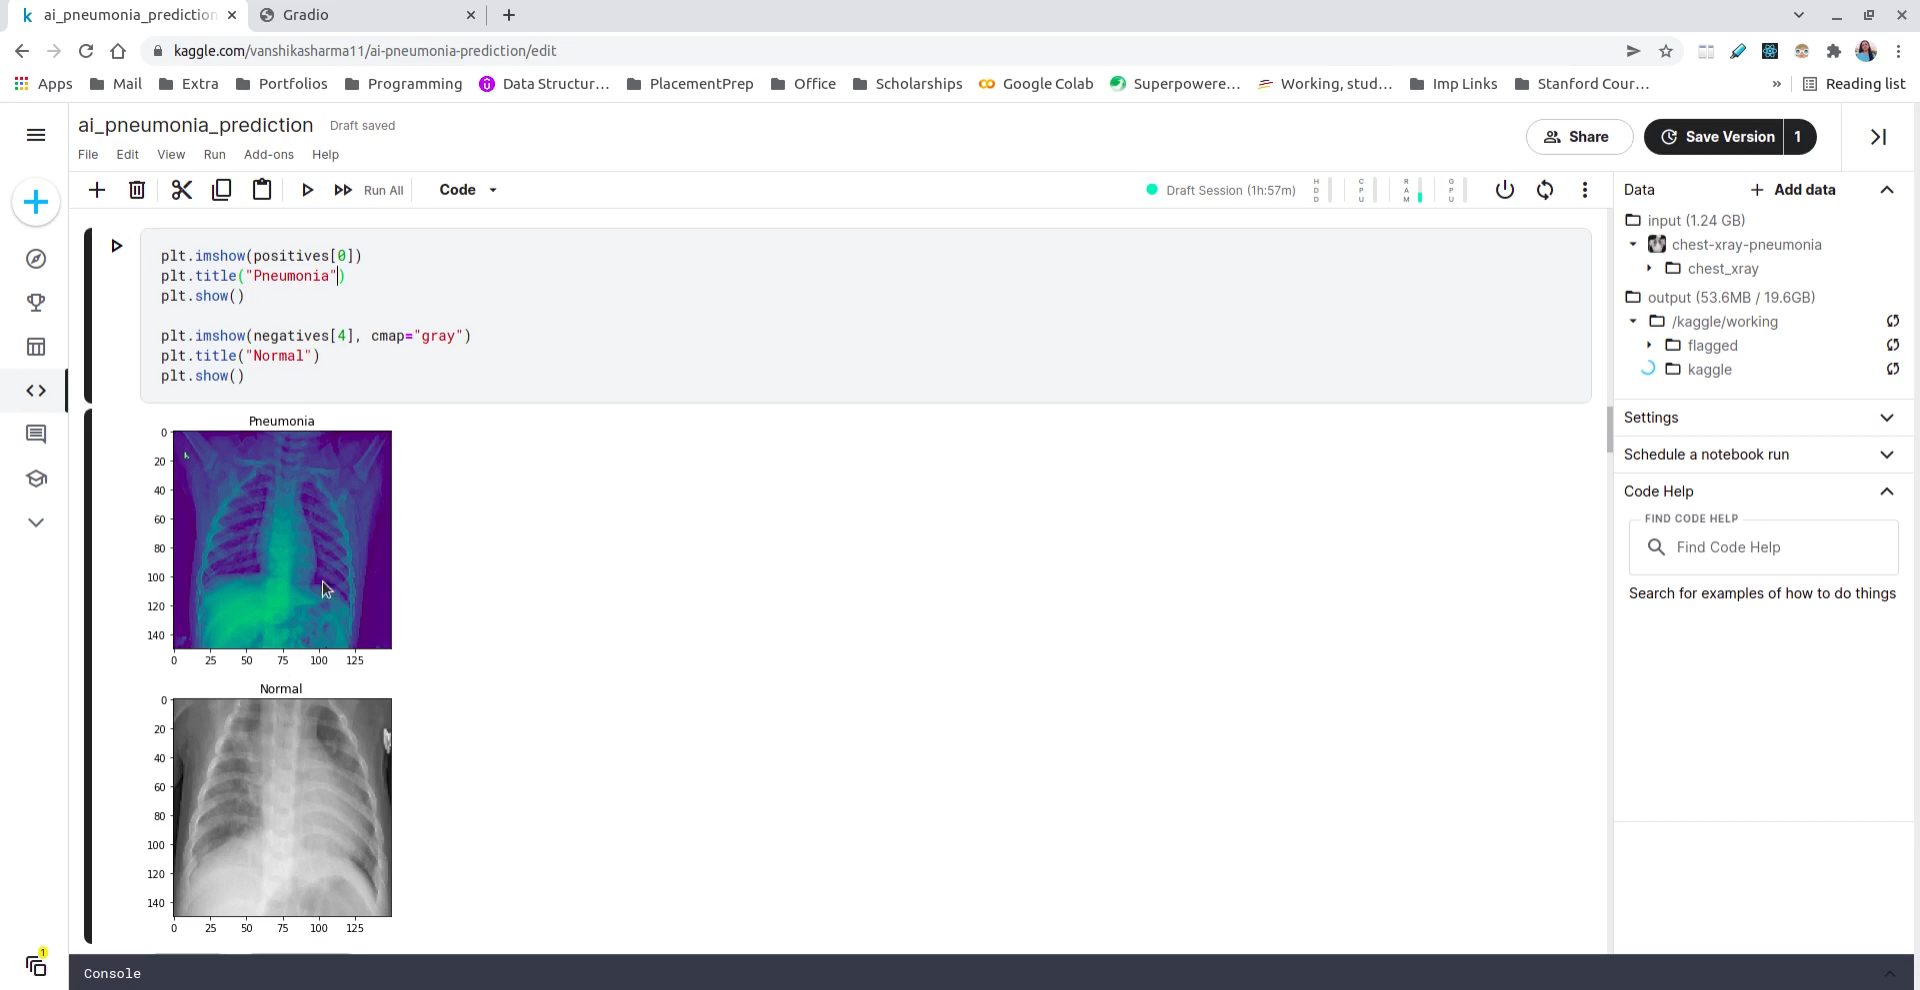 ai_pneumonia_prediction
Gradio
kaggle.com/vanshikasharma11/ai-pneumonia-prediction/edit
Apps Mail Extra Portfolios Programming Data Structur... PlacementPrep Office Scholarships Google Colab Superpowere... Working, stud... Imp Links Stanford Cour... » Reading list
ai_pneumonia_prediction Draft saved
Share
Save Version 1
File Edit View Run Add-ons Help
Run All Code
Draft Session (1h:57m) HDD CPU RAM GPU
plt.imshow(positives[0])
plt.title("Pneumonia")
plt.show()
plt.imshow(negatives[4], cmap="gray")
plt.title("Normal")
plt.show()
Pneumonia
0
20
40
60
80
100
120
140
0 25 50 75 100 125
Normal
0
20
40
60
80
100
120
140
0 25 50 75 100 125
Data + Add data
input (1.24 GB)
chest-xray-pneumonia
chest_xray
output (53.6MB / 19.6GB)
/kaggle/working
flagged
kaggle
Settings
Schedule a notebook run
Code Help
FIND CODE HELP
Find Code Help
Search for examples of how to do things
1
Console